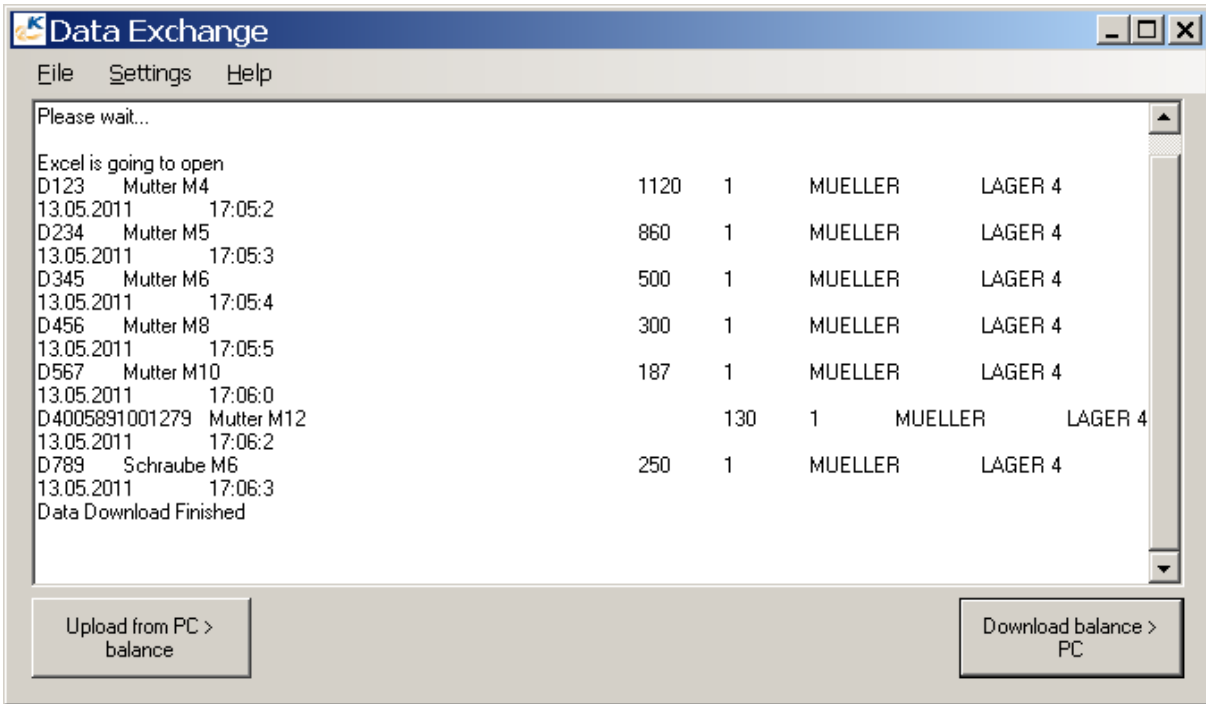 K
Data Exchange
File Settings Help
Please wait...
Excel is going to open
D123 Mutter M4 1120 1 MUELLER LAGER 4
13.05.2011 17:05:2
D234 Mutter M5 860 1 MUELLER LAGER 4
13.05.2011 17:05:3
D345 Mutter M6 500 1 MUELLER LAGER 4
13.05.2011 17:05:4
D456 Mutter M8 300 1 MUELLER LAGER 4
13.05.2011 17:05:5
D567 Mutter M10 187 1 MUELLER LAGER 4
13.05.2011 17:06:0
D4005891001279 Mutter M12 130 1 MUELLER LAGER 4
13.05.2011 17:06:2
D789 Schraube M6 250 1 MUELLER LAGER 4
13.05.2011 17:06:3
Data Download Finished
Upload from PC >
balance
Download balance >
PC